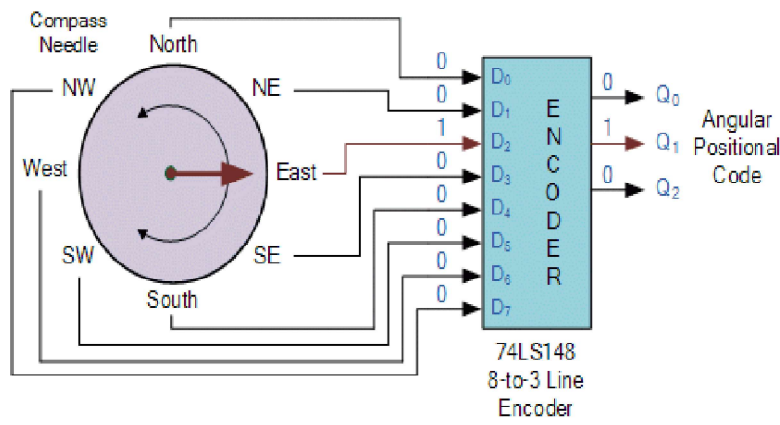 Compass
Needle
North
NW
NE
West
East
SW
SE
South
0
0
1
0
0
0
0
0
D0
D1
D2
D3
D4
D5
D6
D7
E
N
C
O
D
E
R
0
1
0
Q0
Q1
Q2
Angular
Positional
Code
74LS148
8-to-3 Line
Encoder